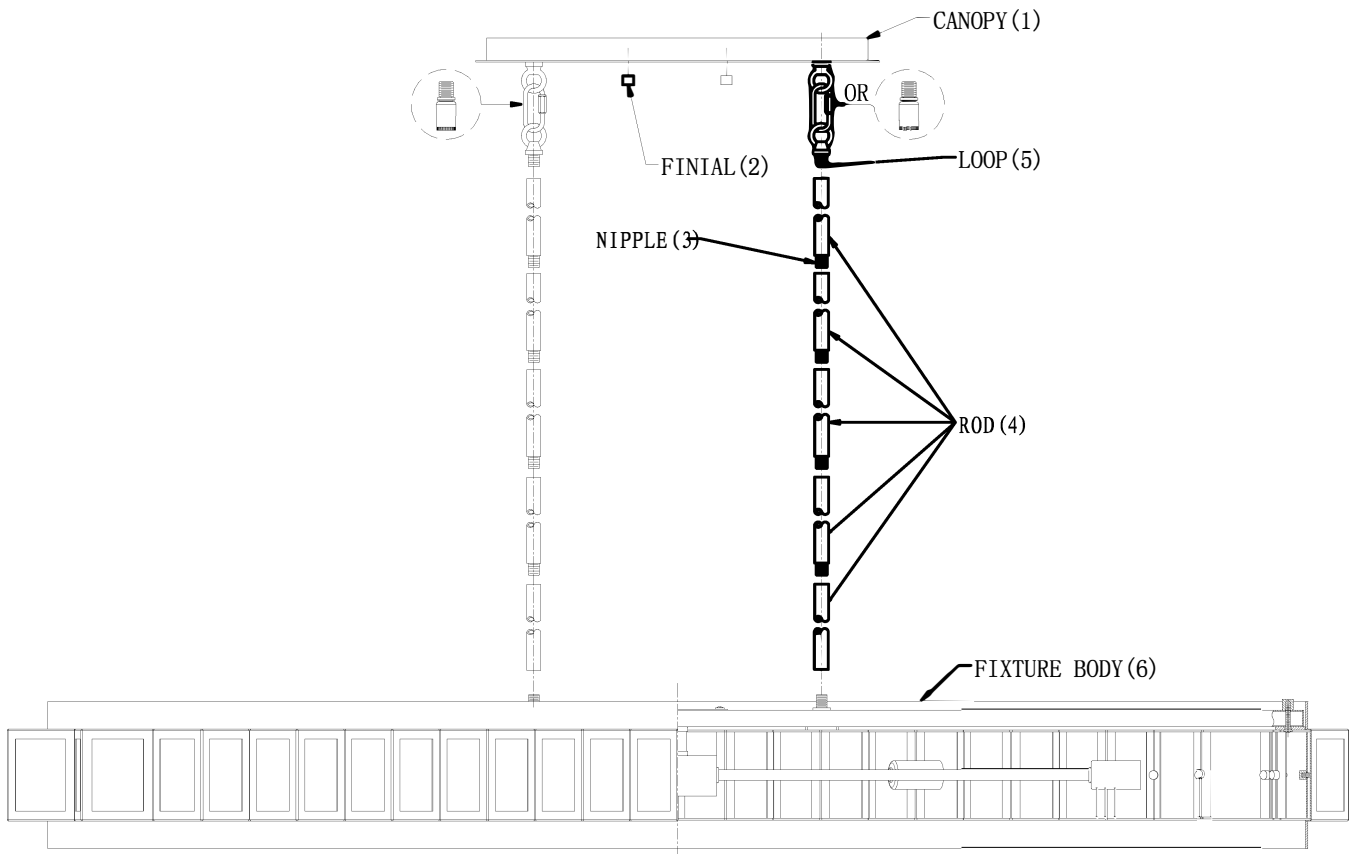 CANOPY(1)
OR
FINIAL(2)
LOOP(5)
NIPPLE(3)
ROD(4)
FIXTURE BODY(6)